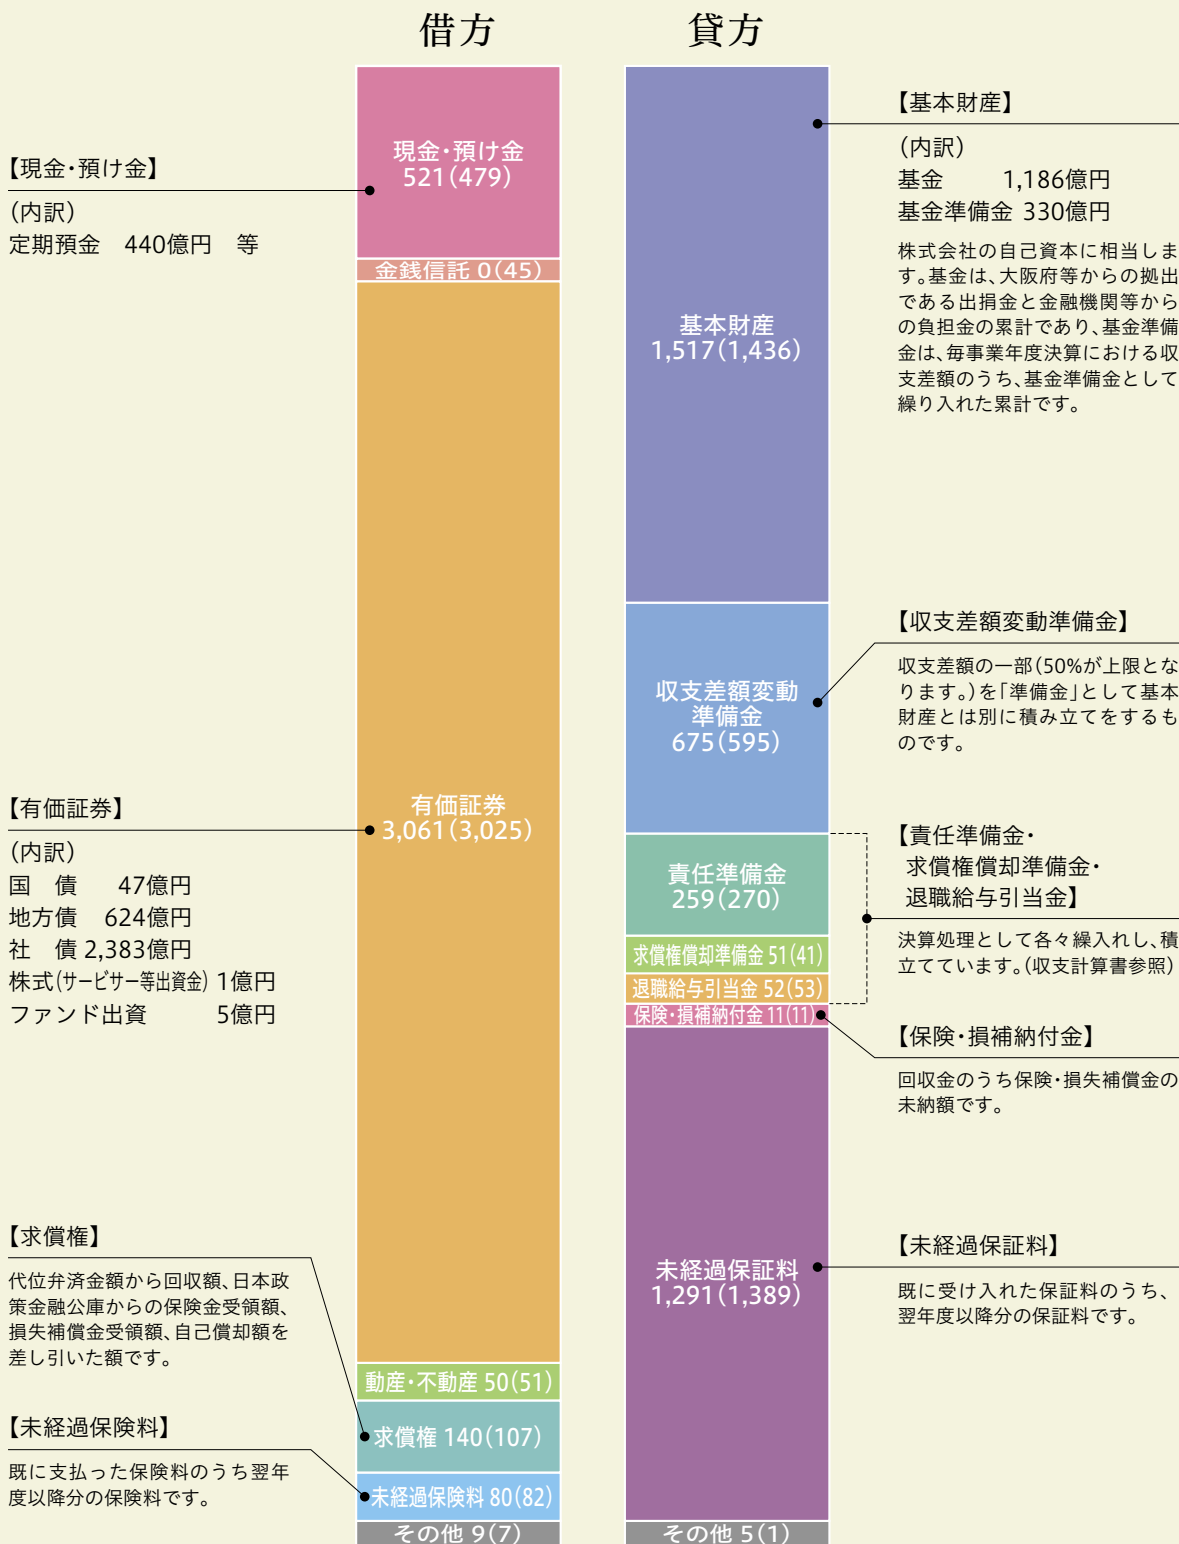 借方
貸方
【現金・預け金】
(内訳)
定期預金　440億円　等
【有価証券】
(内訳)
国　債　47億円
地方債　624億円
社　債 2,383億円
株式(サービサー等出資金) 1億円
ファンド出資　5億円
【求償権】
代位弁済金額から回収額、日本政
策金融公庫からの保険金受領額、
損失補償金受領額、自己償却額を
差し引いた額です。
【未経過保険料】
既に支払った保険料のうち翌年
度以降分の保険料です。
現金・預け金
521(479)
金銭信託 0(45)
有価証券
3,061(3,025)
動産・不動産 50(51)
求償権 140(107)
未経過保険料 80(82)
その他 9(7)
基本財産
1,517(1,436)
収支差額変動
準備金
675(595)
責任準備金
259(270)
求償権償却準備金 51(41)
退職給与引当金 52(53)
保険・損補納付金 11(11)
未経過保証料
1,291(1,389)
その他 5(1)
【基本財産】
(内訳)
基金　1,186億円
基金準備金 330億円
株式会社の自己資本に相当しま
す。基金は、大阪府等からの拠出
である出捐金と金融機関等から
の負担金の累計であり、基金準備
金は、毎事業年度決算における収
支差額のうち、基金準備金として
繰り入れた累計です。
【収支差額変動準備金】
収支差額の一部(50%が上限とな
ります。)を「準備金」として基本
財産とは別に積み立てをするも
のです。
【責任準備金・
求償権償却準備金・
退職給与引当金】
決算処理として各々繰入れし、積
立てています。(収支計算書参照)
【保険・損補納付金】
回収金のうち保険・損失補償金の
未納額です。
【未経過保証料】
既に受け入れた保証料のうち、
翌年度以降分の保証料です。